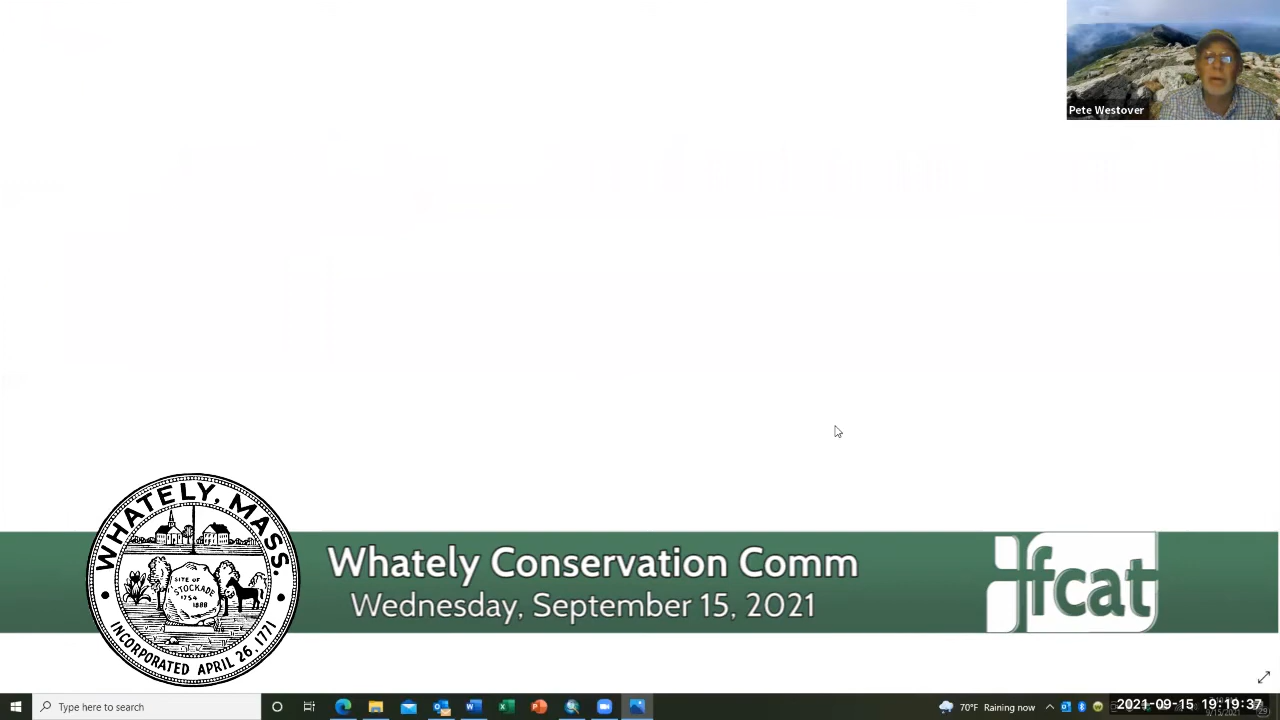 Pete Westover
WHATELY, MASS.
SITE OF
STOCKADE
1754
1888
INCORPORATED APRIL 26, 1771
Whately Conservation Comm
Wednesday, September 15, 2021
fcat
Type here to search
70°F Raining now
2021-09-15 19:19:37